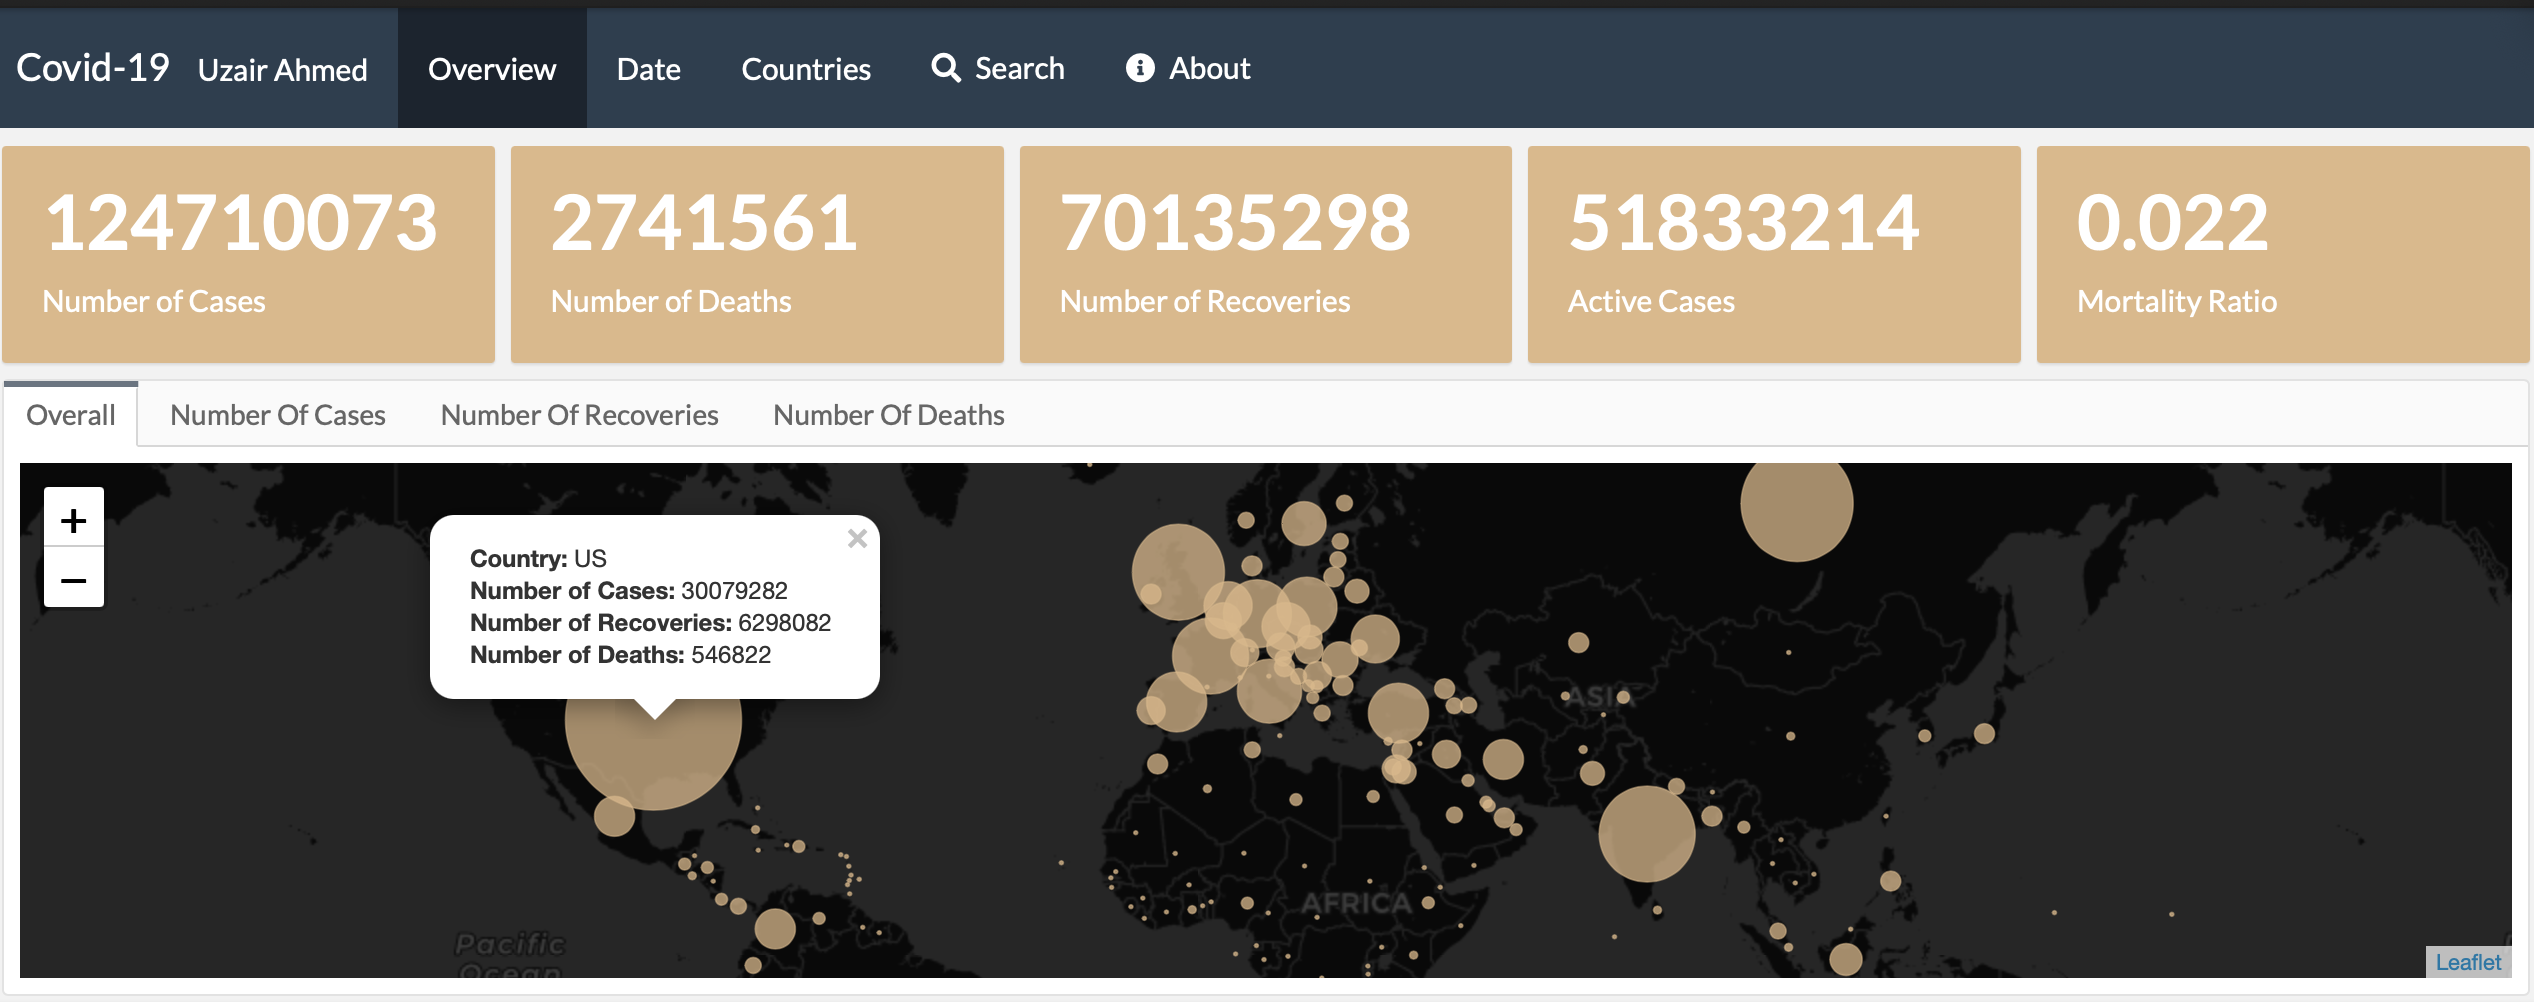 Covid-19 Uzair Ahmed Overview Date Countries Search About
124710073
Number of Cases
2741561
Number of Deaths
70135298
Number of Recoveries
51833214
Active Cases
0.022
Mortality Ratio
Overall Number Of Cases Number Of Recoveries Number Of Deaths
+
−
Country: US
Number of Cases: 30079282
Number of Recoveries: 6298082
Number of Deaths: 546822
ASIA
AFRICA
Pacific
Ocean
Leaflet